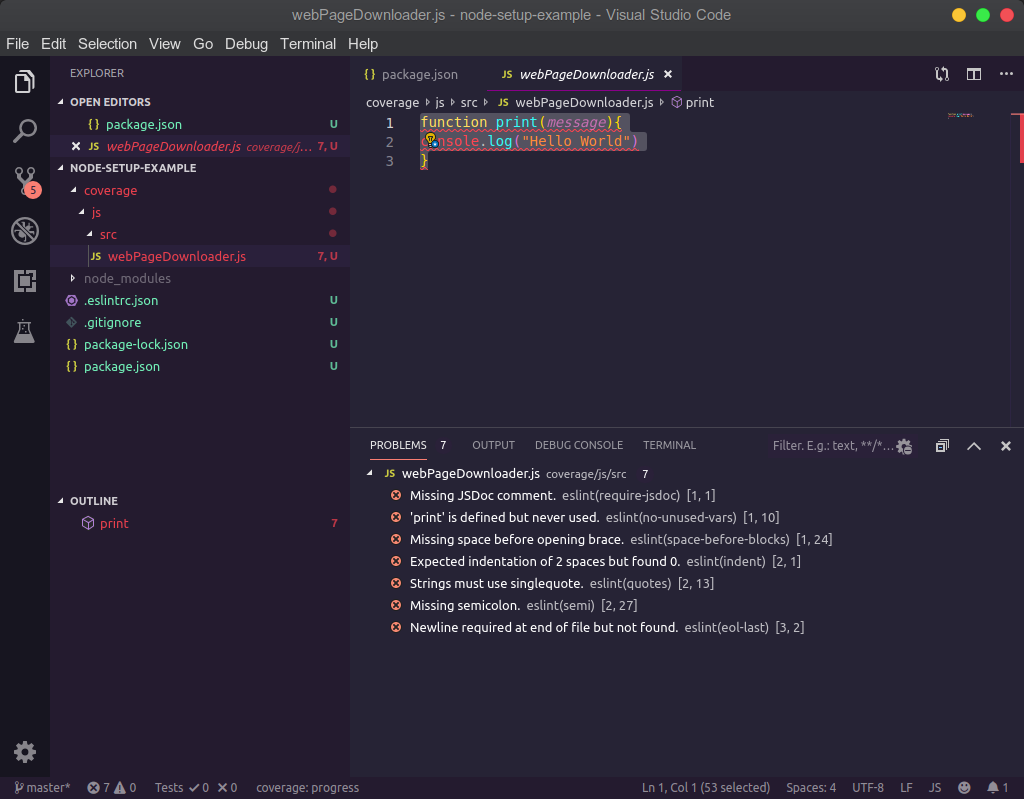 webPageDownloader.js - node-setup-example - Visual Studio Code
File Edit Selection View Go Debug Terminal Help
EXPLORER
OPEN EDITORS
{} package.json U
JS webPageDownloader.js coverage/j... 7, U
NODE-SETUP-EXAMPLE
coverage
js
src
JS webPageDownloader.js 7, U
node_modules
.eslintrc.json U
.gitignore U
{} package-lock.json U
{} package.json U
5
OUTLINE
print 7
{} package.json
JS webPageDownloader.js
coverage js src JS webPageDownloader.js print
1 function print(message){
2 console.log("Hello World")
3 }
PROBLEMS 7 OUTPUT DEBUG CONSOLE TERMINAL Filter. E.g.: text, **/*...
JS webPageDownloader.js coverage/js/src 7
Missing JSDoc comment. eslint(require-jsdoc) [1, 1]
'print' is defined but never used. eslint(no-unused-vars) [1, 10]
Missing space before opening brace. eslint(space-before-blocks) [1, 24]
Expected indentation of 2 spaces but found 0. eslint(indent) [2, 1]
Strings must use singlequote. eslint(quotes) [2, 13]
Missing semicolon. eslint(semi) [2, 27]
Newline required at end of file but not found. eslint(eol-last) [3, 2]
master* 7 0 Tests 0 0 coverage: progress Ln 1, Col 1 (53 selected) Spaces: 4 UTF-8 LF JS 1